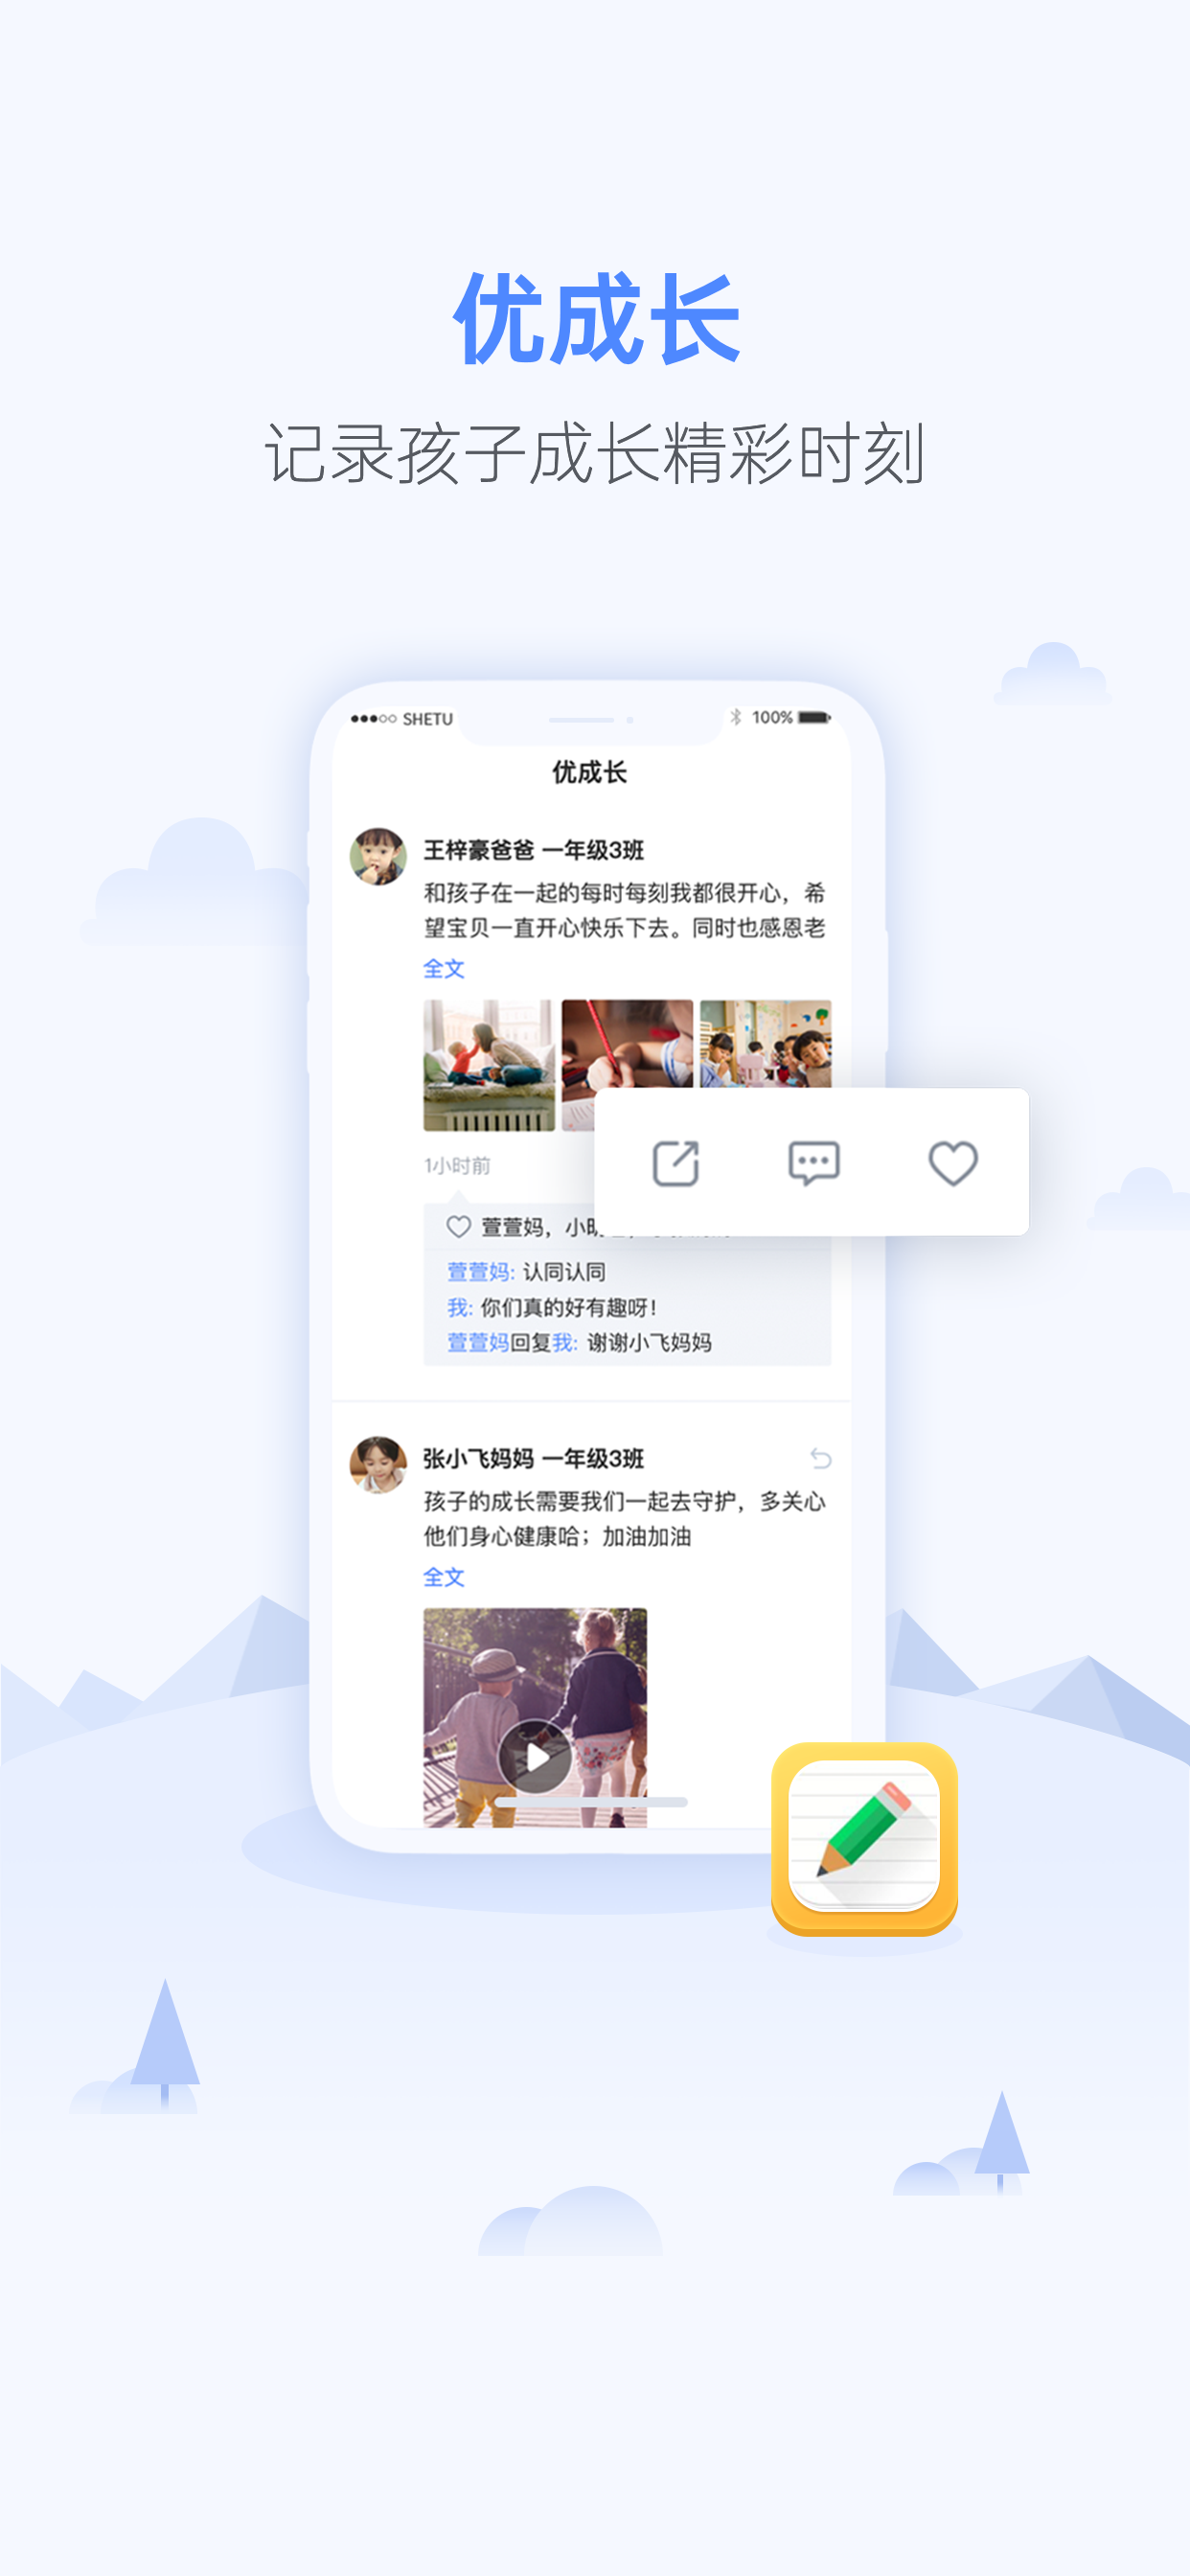 优成长
记录孩子成长精彩时刻
SHETU
100%
优成长
王梓豪爸爸 一年级3班
和孩子在一起的每时每刻我都很开心，希
望宝贝一直开心快乐下去。同时也感恩老
全文
1小时前
萱萱妈，小明
萱萱妈: 认同认同
我: 你们真的好有趣呀！
萱萱妈回复我: 谢谢小飞妈妈
张小飞妈妈 一年级3班
孩子的成长需要我们一起去守护，多关心
他们身心健康哈；加油加油
全文